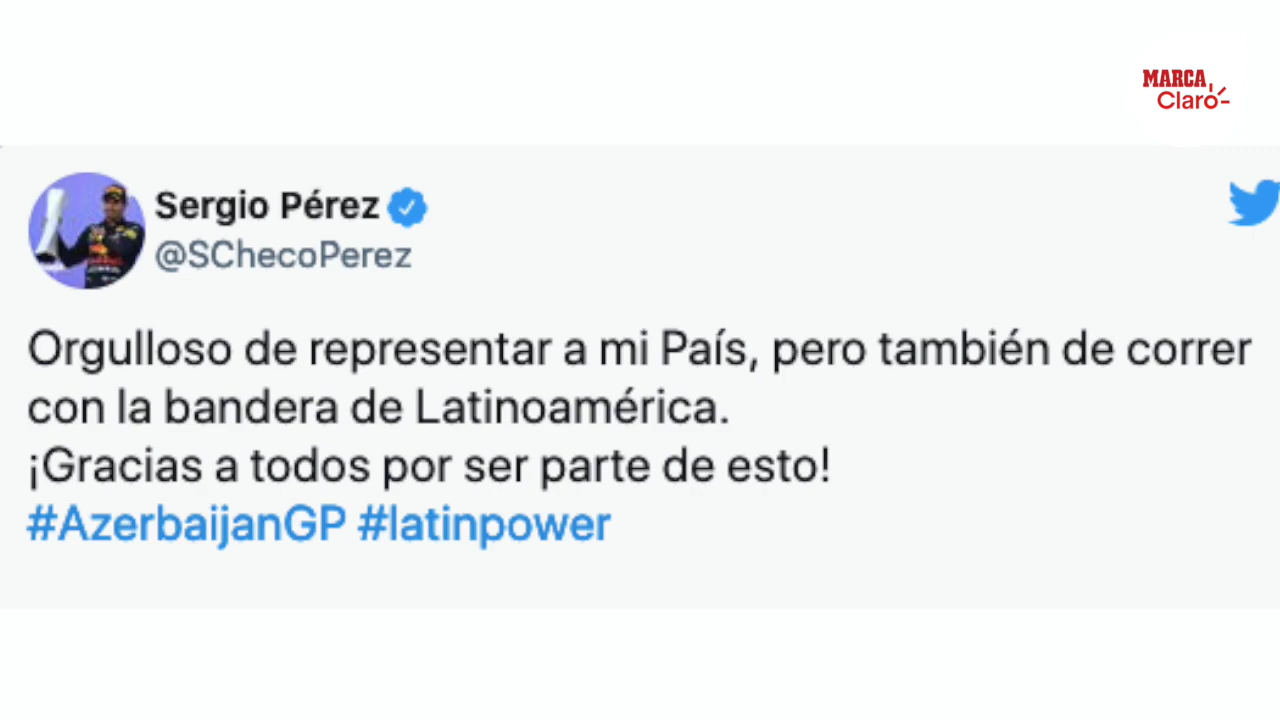 MARCA
Claro
Sergio Pérez
@SChecoPerez
Orgulloso de representar a mi País, pero también de correr
con la bandera de Latinoamérica.
¡Gracias a todos por ser parte de esto!
#AzerbaijanGP #latinpower